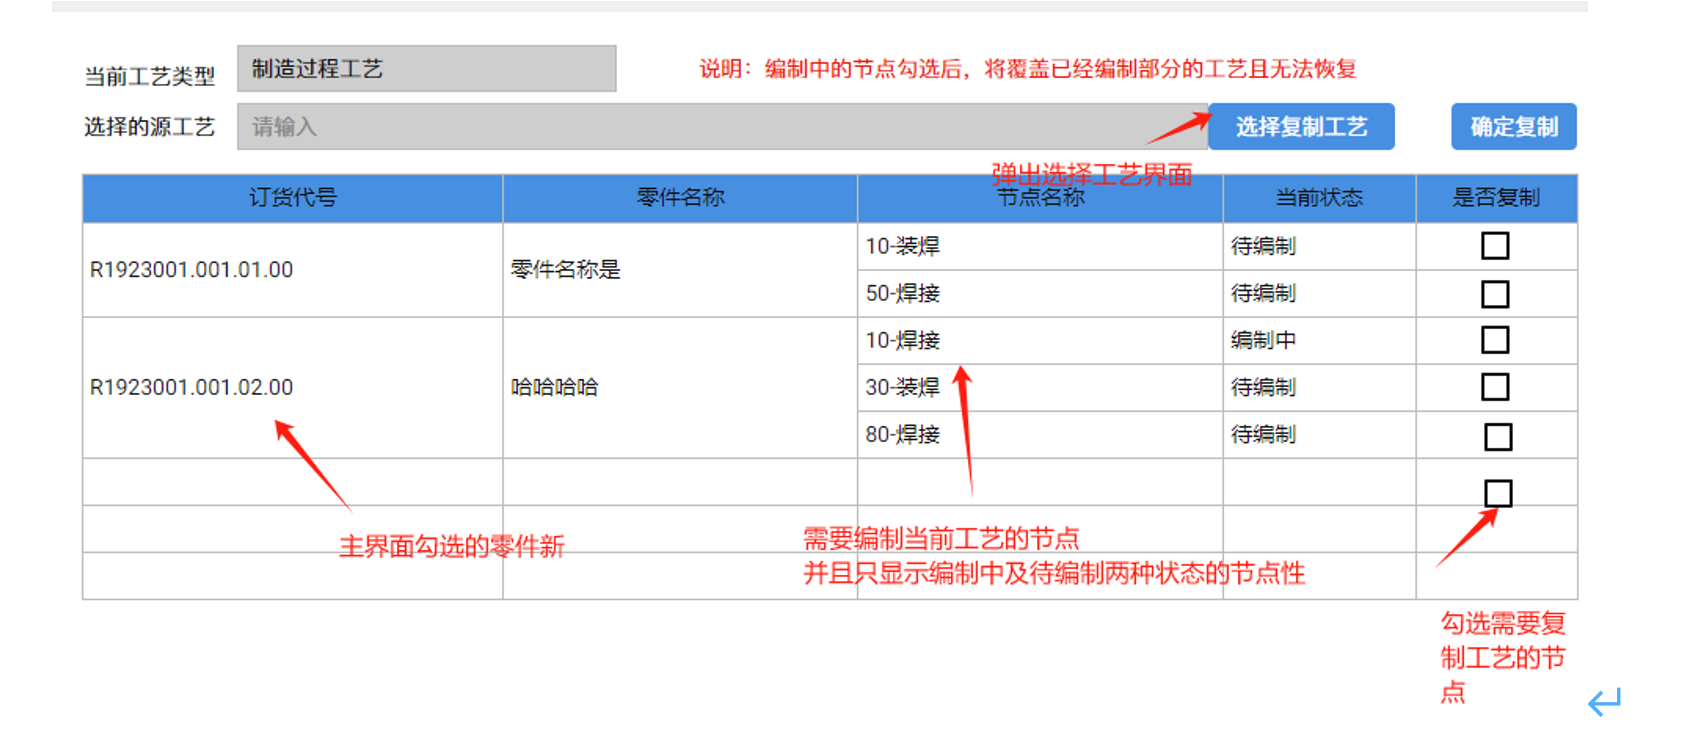 当前工艺类型 制造过程工艺 说明：编制中的节点勾选后，将覆盖已经编制部分的工艺且无法恢复
选择的源工艺 请输入 选择复制工艺 确定复制
弹出选择工艺界面
订货代号 零件名称 节点名称 当前状态 是否复制
R1923001.001.01.00 零件名称是 10-装焊 待编制
50-焊接 待编制
R1923001.001.02.00 哈哈哈哈 10-焊接 编制中
30-装焊 待编制
80-焊接 待编制
主界面勾选的零件新
需要编制当前工艺的节点
并且只显示编制中及待编制两种状态的节点性
勾选需要复
制工艺的节
点